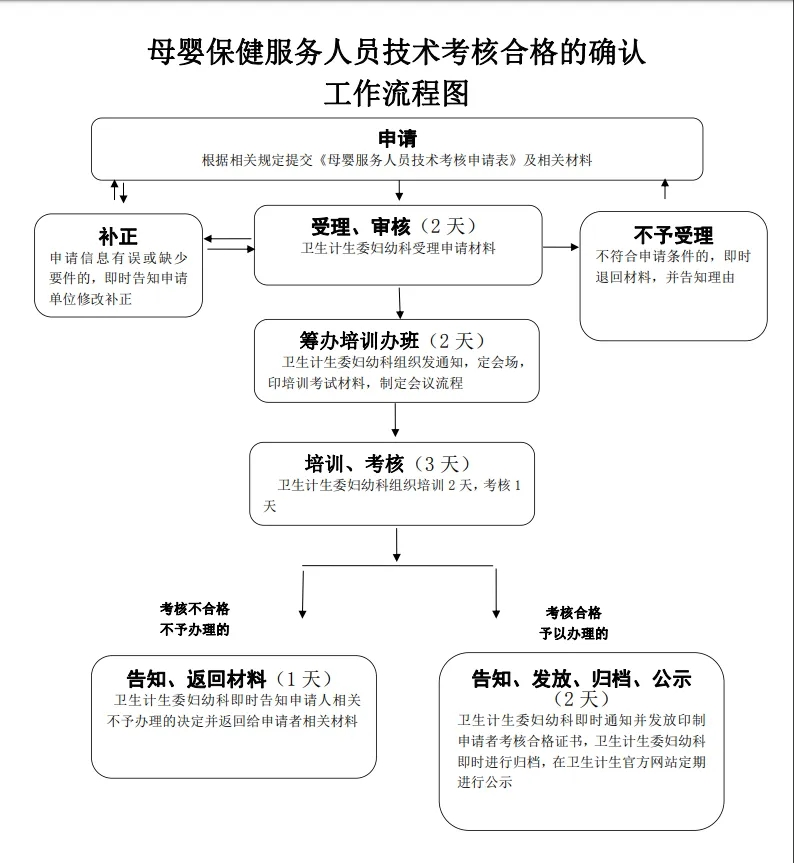 母婴保健服务人员技术考核合格的确认
工作流程图
申请
根据相关规定提交《母婴服务人员技术考核申请表》及相关材料
补正
申请信息有误或缺少
要件的，即时告知申请
单位修改补正
受理、审核（2 天）
卫生计生委妇幼科受理申请材料
不予受理
不符合申请条件的，即时
退回材料，并告知理由
筹办培训办班（2 天）
卫生计生委妇幼科组织发通知，定会场，
印培训考试材料，制定会议流程
培训、考核（3 天）
卫生计生委妇幼科组织培训 2 天，考核 1
天
考核不合格
不予办理的
考核合格
予以办理的
告知、返回材料（1 天）
卫生计生委妇幼科即时告知申请人相关
不予办理的决定并返回给申请者相关材料
告知、发放、归档、公示
（2 天）
卫生计生委妇幼科即时通知并发放印制
申请者考核合格证书，卫生计生委妇幼科
即时进行归档，在卫生计生官方网站定期
进行公示